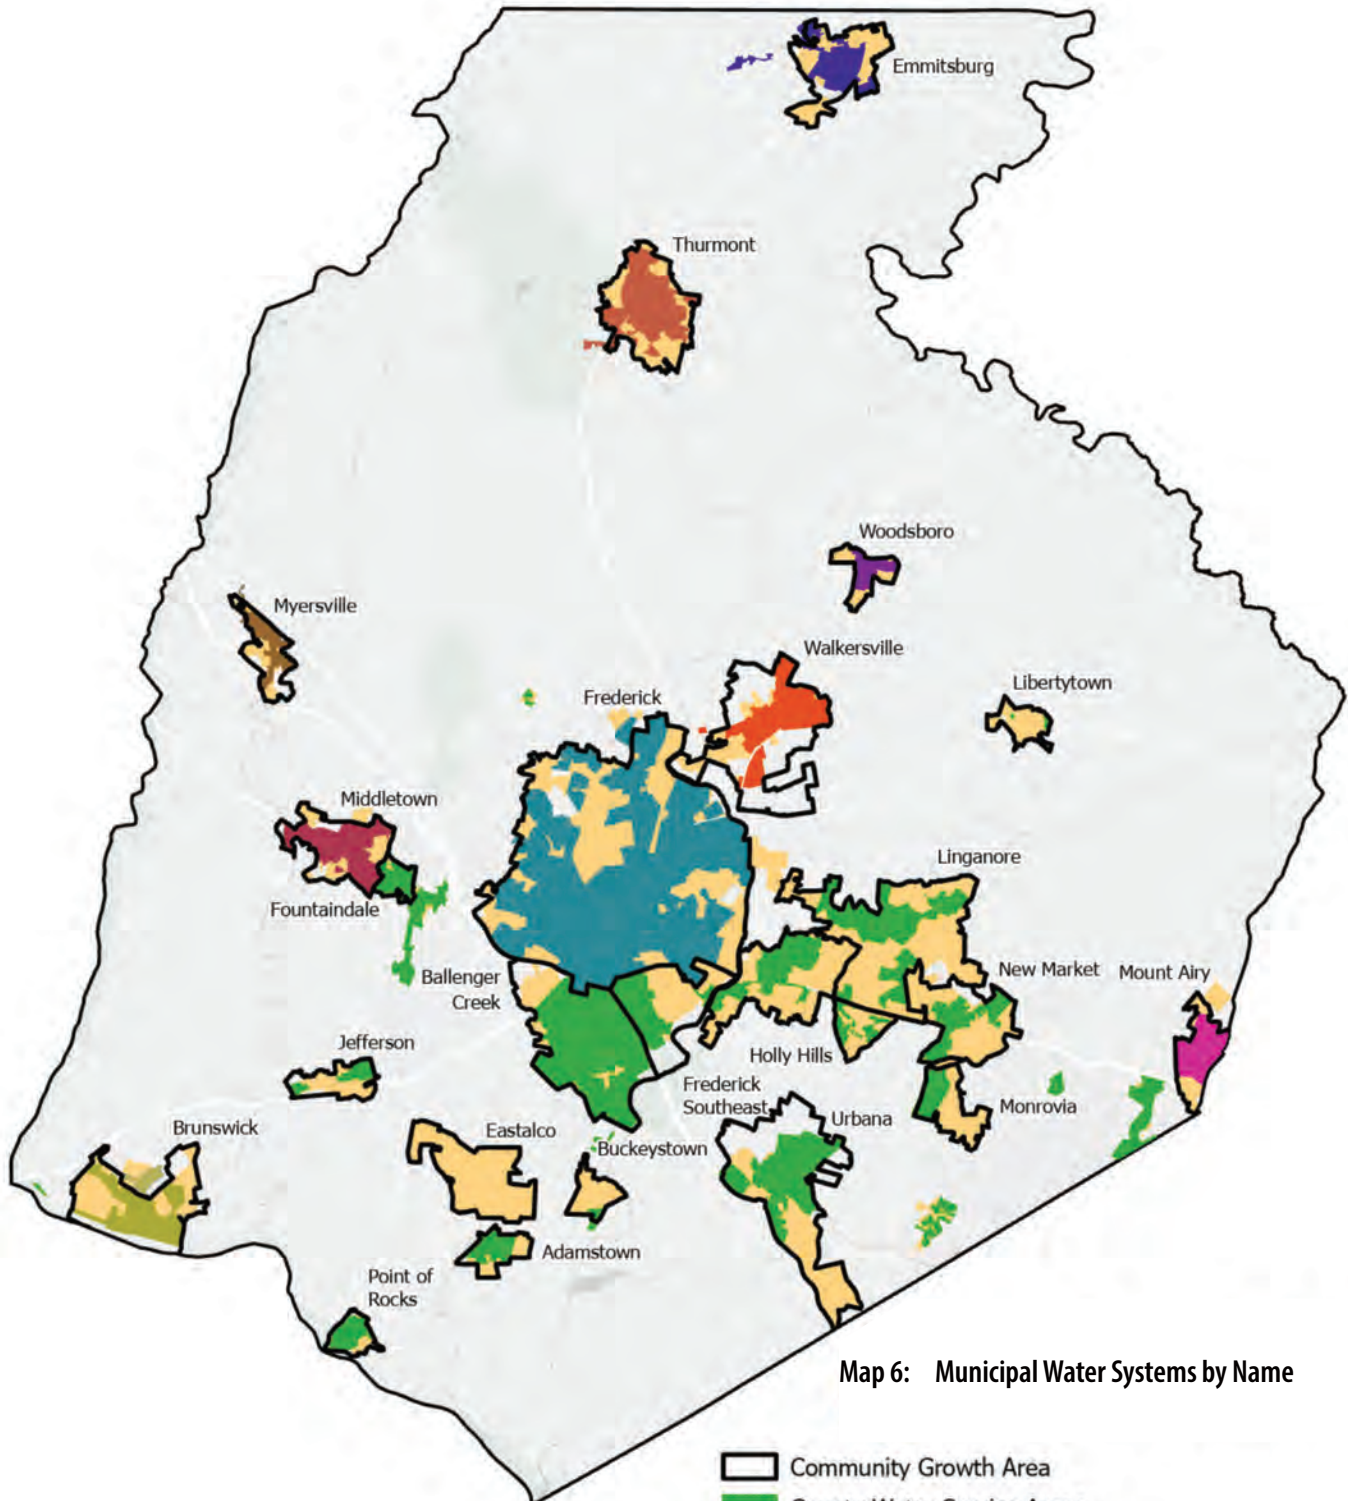 Emmitsburg
Thurmont
Woodsboro
Myersville
Walkersville
Libertytown
Frederick
Middletown
Linganore
Fountaindale
Ballenger
Creek
New Market
Mount Airy
Jefferson
Holly Hills
Frederick
Southeast
Monrovia
Brunswick
Eastalco
Urbana
Buckeystown
Adamstown
Point of
Rocks
Map 6: Municipal Water Systems by Name
Community Growth Area